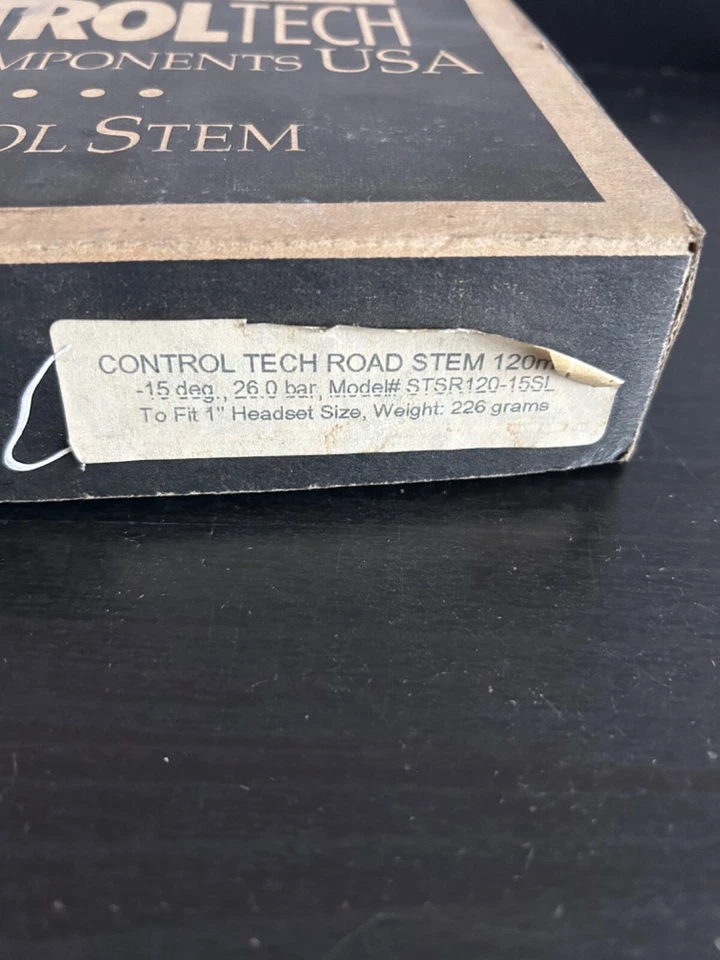 TROLTECH
MPONENTS USA
OL STEM
CONTROL TECH ROAD STEM 120m
-15 deg., 26.0 bar, Model# STSR120-15SL
To Fit 1" Headset Size, Weight: 226 grams